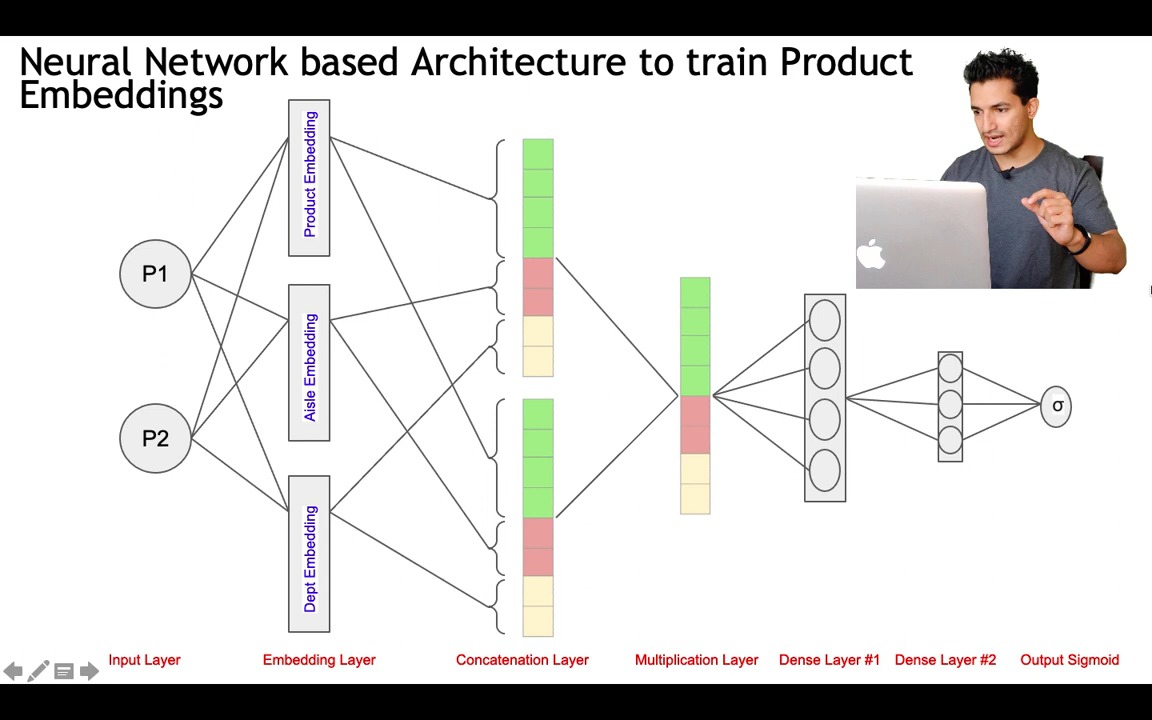 Neural Network based Architecture to train Product
Embeddings
Product Embedding
P1
Aisle Embedding
P2
Dept Embedding
σ
Input Layer
Embedding Layer
Concatenation Layer
Multiplication Layer
Dense Layer #1
Dense Layer #2
Output Sigmoid